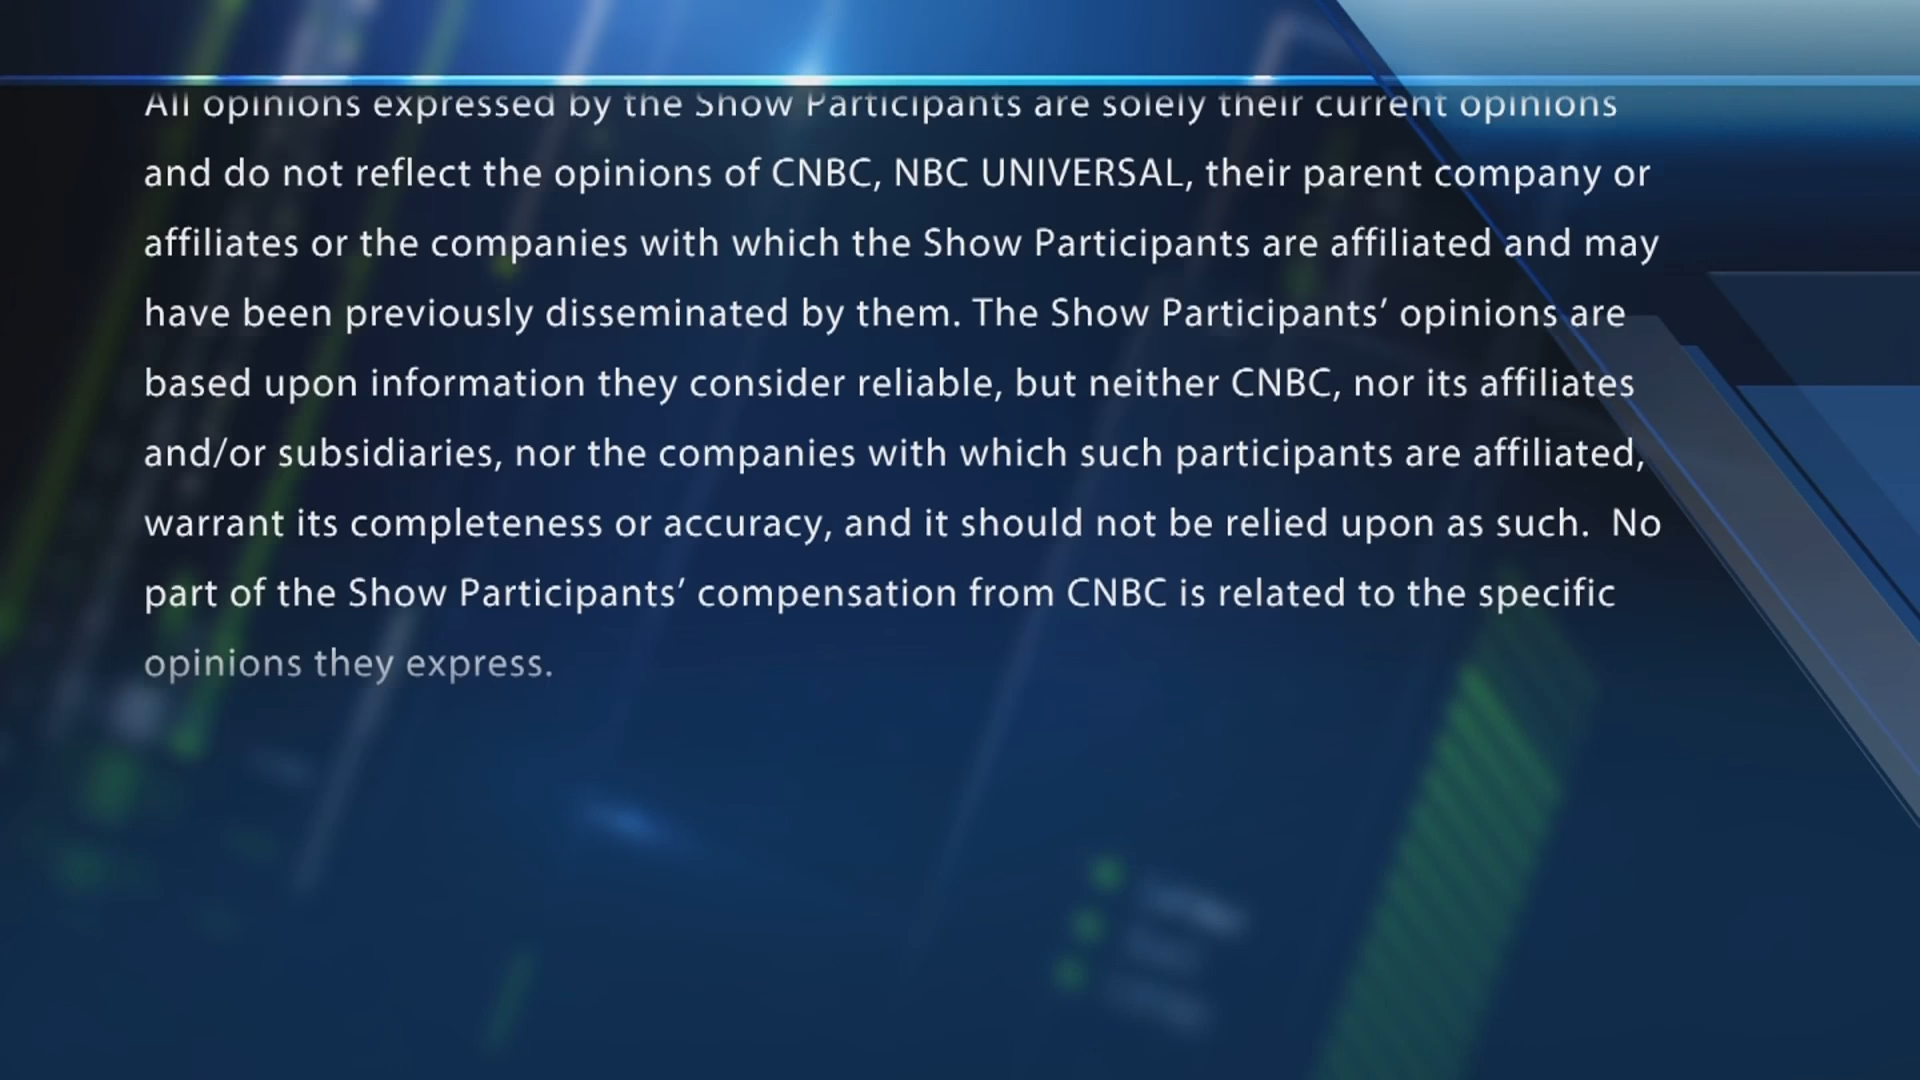 All opinions expressed by the Show Participants are solely their current opinions
and do not reflect the opinions of CNBC, NBC UNIVERSAL, their parent company or
affiliates or the companies with which the Show Participants are affiliated and may
have been previously disseminated by them. The Show Participants’ opinions are
based upon information they consider reliable, but neither CNBC, nor its affiliates
and/or subsidiaries, nor the companies with which such participants are affiliated,
warrant its completeness or accuracy, and it should not be relied upon as such.  No
part of the Show Participants’ compensation from CNBC is related to the specific
opinions they express.